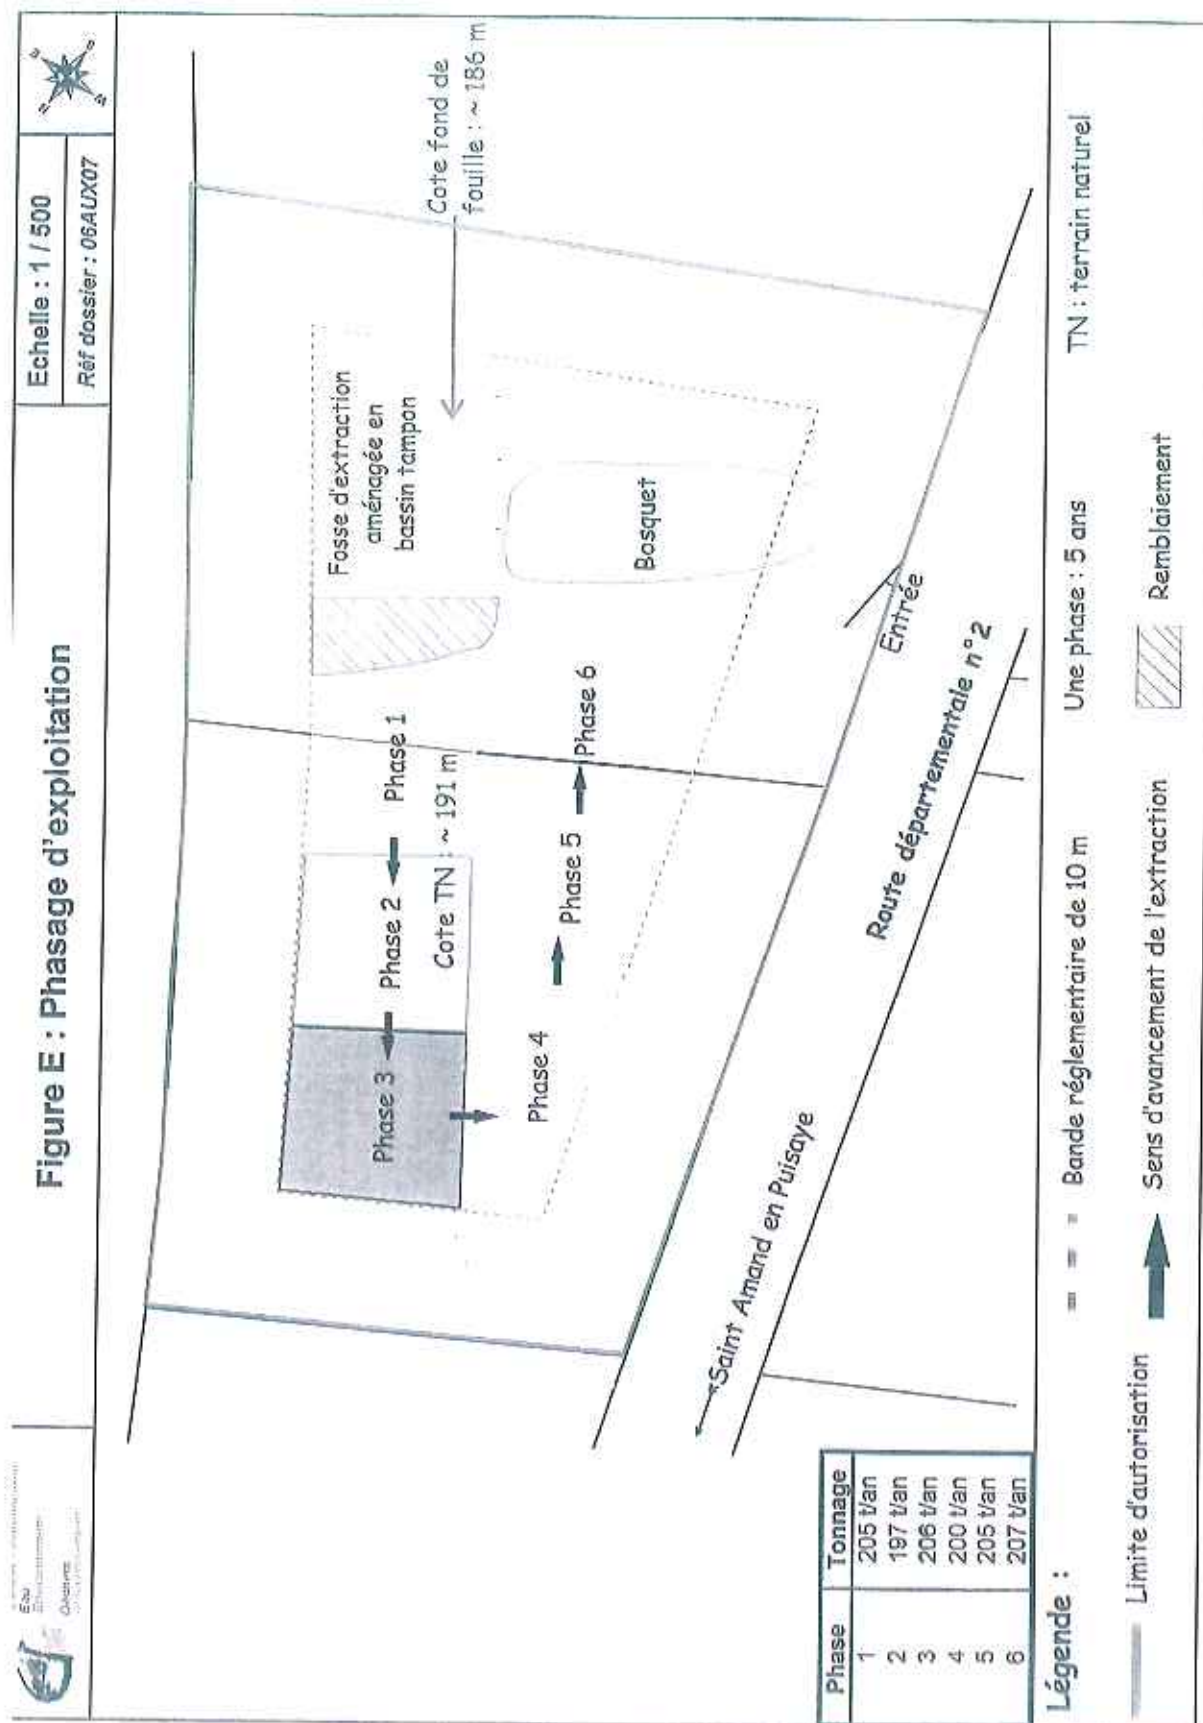 Eau
Figure E : Phasage d'exploitation
Echelle : 1 / 500
Réf dossier : 06AUX07
N
E
S
W
Cote fond de
fouille : ~ 186 m
Fosse d'extraction
aménagée en
bassin tampon
Bosquet
Phase 3
Phase 2
Phase 1
Cote TN : ~ 191 m
Phase 4
Phase 5
Phase 6
Entrée
Route départementale n°2
Saint Amand en Puisaye
Phase Tonnage
1 205 t/an
2 197 t/an
3 206 t/an
4 200 t/an
5 205 t/an
6 207 t/an
Légende :
Bande réglementaire de 10 m
Une phase : 5 ans
TN : terrain naturel
Limite d'autorisation
Sens d'avancement de l'extraction
Remblaiement